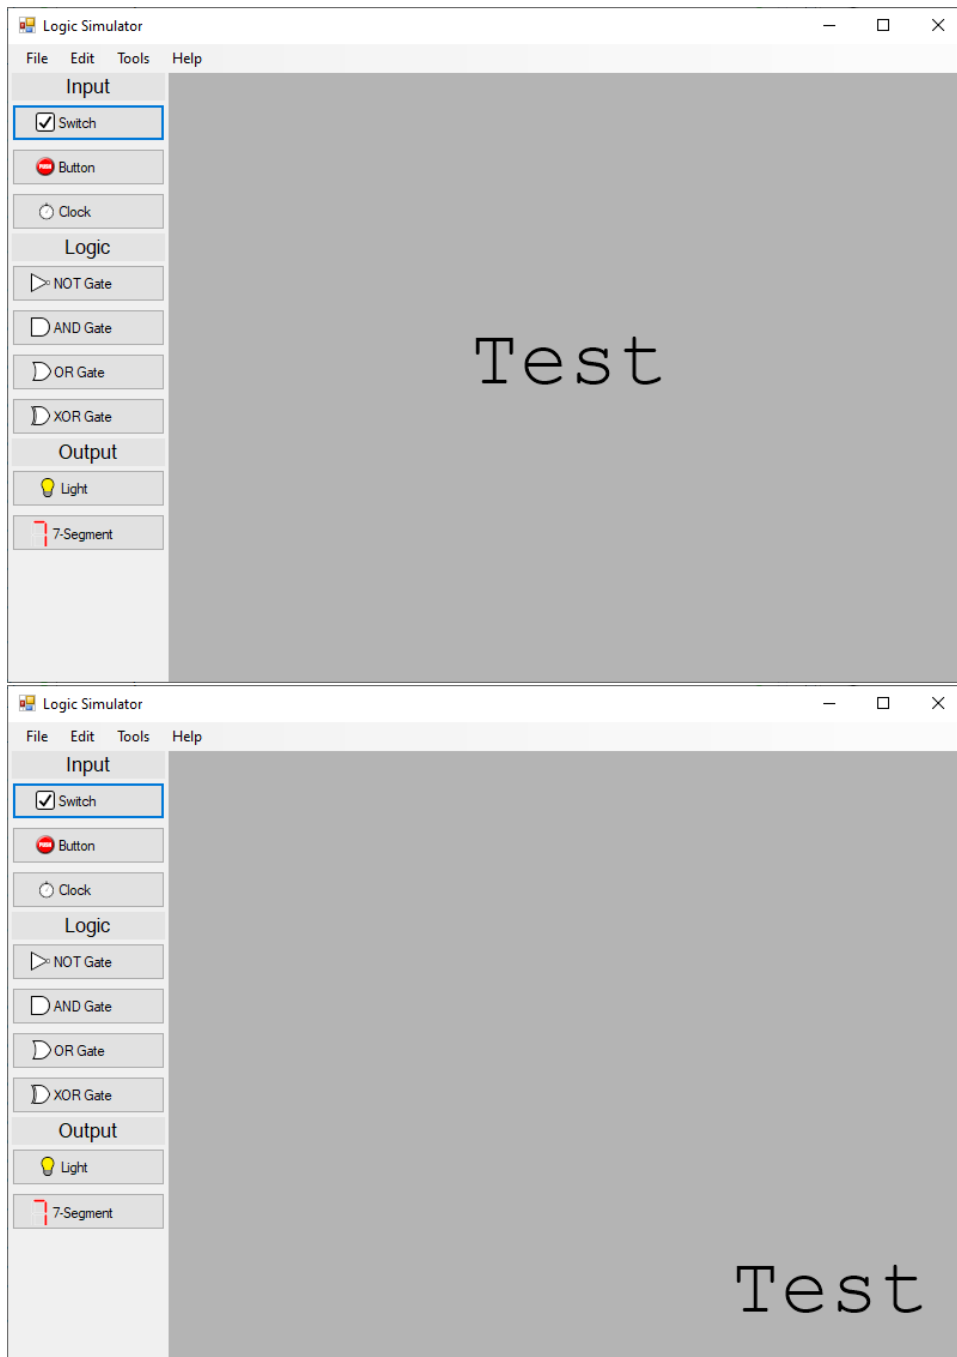 Logic Simulator
File Edit Tools Help
Input
Switch
PUSH
Button
Clock
Logic
NOT Gate
AND Gate
OR Gate
XOR Gate
Output
Light
7-Segment
Test
Logic Simulator
File Edit Tools Help
Input
Switch
PUSH
Button
Clock
Logic
NOT Gate
AND Gate
OR Gate
XOR Gate
Output
Light
7-Segment
Test